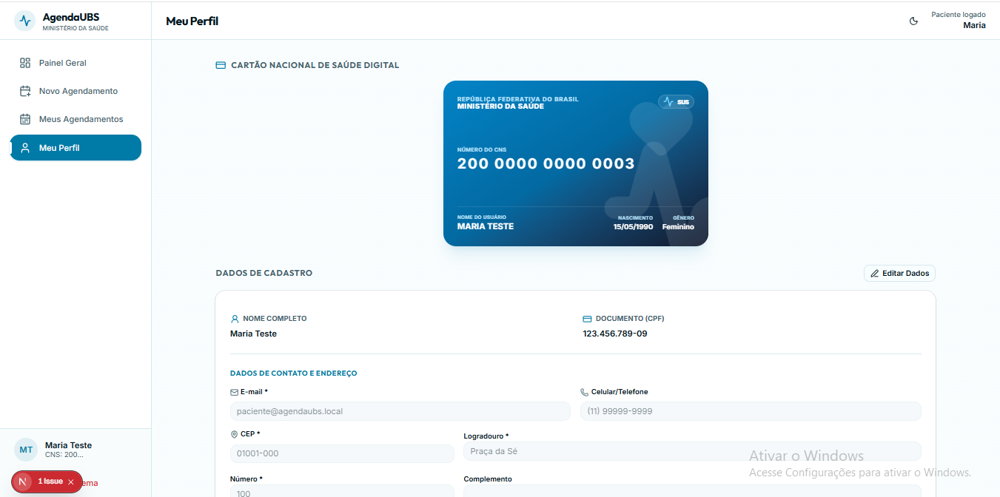 AgendaUBS
MINISTÉRIO DA SAÚDE
Meu Perfil
Paciente logado
Maria
Painel Geral
Novo Agendamento
Meus Agendamentos
Meu Perfil
CARTÃO NACIONAL DE SAÚDE DIGITAL
REPÚBLICA FEDERATIVA DO BRASIL
MINISTÉRIO DA SAÚDE
SUS
NÚMERO DO CNS
200 0000 0000 0003
NOME DO USUÁRIO
MARIA TESTE
NASCIMENTO
15/05/1990
GÊNERO
Feminino
DADOS DE CADASTRO
Editar Dados
NOME COMPLETO
Maria Teste
DOCUMENTO (CPF)
123.456.789-09
DADOS DE CONTATO E ENDEREÇO
E-mail *
paciente@agendaubs.local
Celular/Telefone
(11) 99999-9999
CEP *
01001-000
Logradouro *
Praça da Sé
Número *
100
Complemento
MT
Maria Teste
CNS: 200...
N
1 Issue
ema
Ativar o Windows
Acesse Configurações para ativar o Windows.